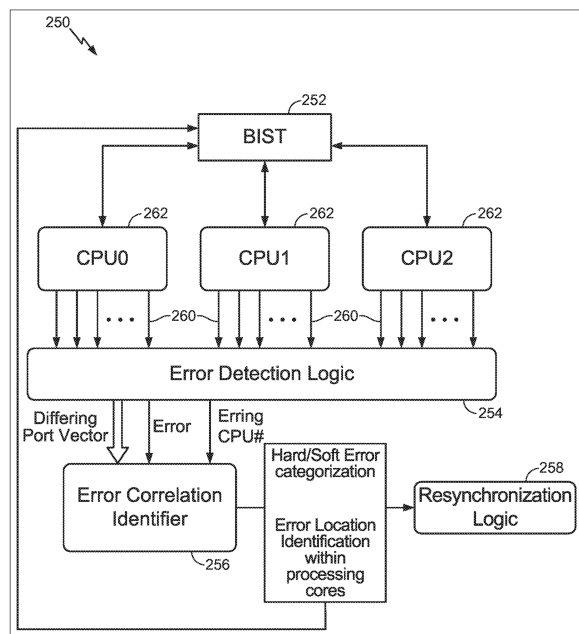 250
252
BIST
262
262
262
CPU0
CPU1
CPU2
• • •
260
• • •
260
• • •
Error Detection Logic
254
Differing
Port Vector
Error
Erring
CPU#
Hard/Soft Error
categorization
258
Error Correlation
Identifier
Resynchronization
Logic
Error Location
Identification
within
processing
cores
256